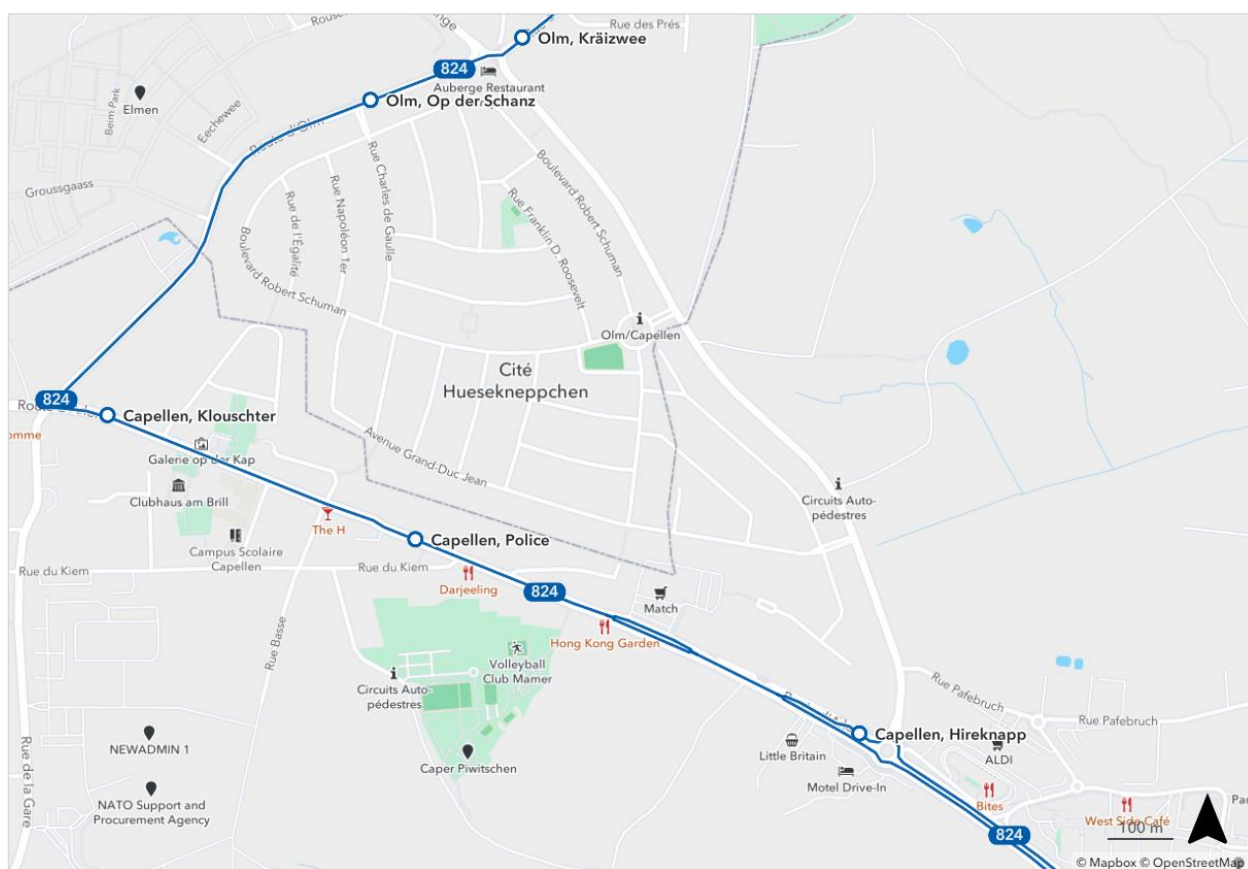 Rue des Prés
Olm, Kräizwee
824
Auberge Restaurant
Olm, Op der Schanz
Elmen
Beim Park
Eechewee
Route d'Olm
Groussgaass
Rue Charles de Gaulle
Rue Napoléon 1er
Rue de l'Égalité
Boulevard Robert Schuman
Rue Franklin D. Roosevelt
Boulevard Robert Schuman
Olm/Capellen
Cité
Huesekneppchen
824
Capellen, Klouschter
Galerie op der Kap
Avenue Grand-Duc Jean
Clubhaus am Brill
The H
Campus Scolaire
Capellen
Circuits Auto-
pédestres
Capellen, Police
Rue du Kiem
Rue du Kiem
Darjeeling
824
Match
Hong Kong Garden
Rue Basse
Volleyball
Club Mamer
Circuits Auto-
pédestres
Caper Piwitschen
NEWADMIN 1
NATO Support and
Procurement Agency
Rue de la Gare
Rue Pafebruch
Rue Pafebruch
Capellen, Hireknapp
Little Britain
ALDI
Motel Drive-In
Bites
West Side Café
824
100 m
© Mapbox © OpenStreetMap